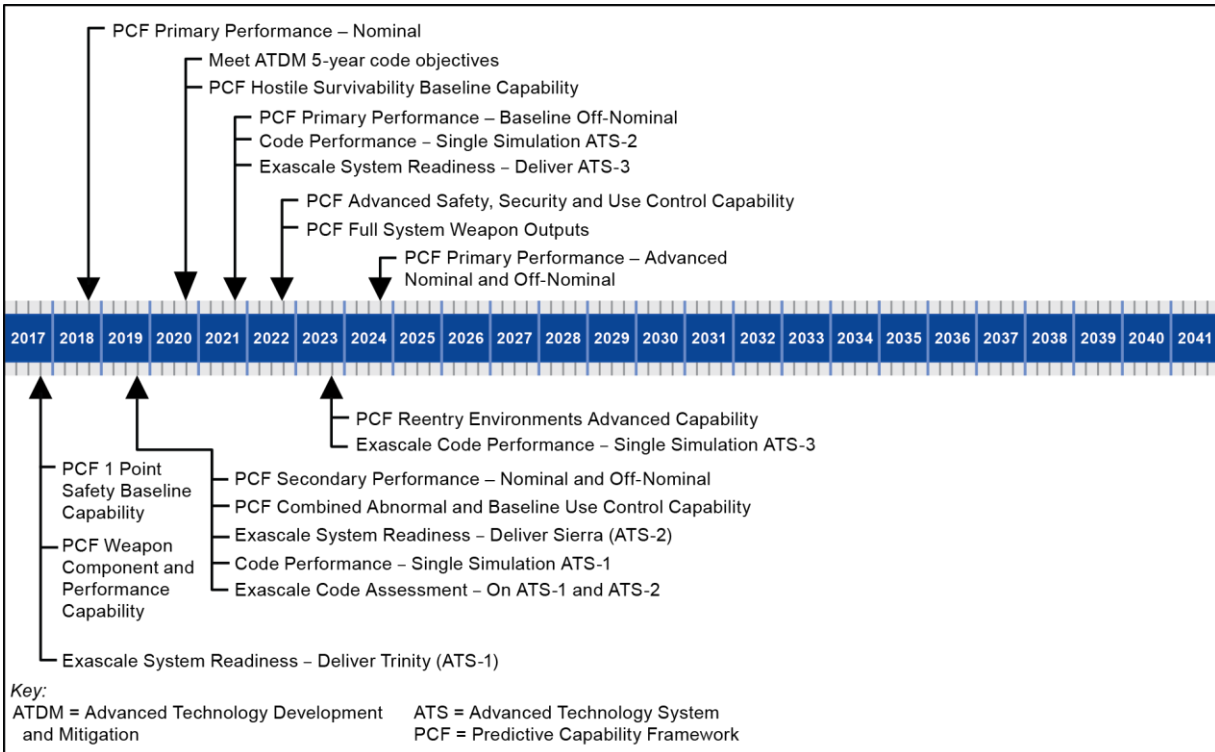 PCF Primary Performance – Nominal
Meet ATDM 5-year code objectives
PCF Hostile Survivability Baseline Capability
PCF Primary Performance – Baseline Off-Nominal
Code Performance – Single Simulation ATS-2
Exascale System Readiness – Deliver ATS-3
PCF Advanced Safety, Security and Use Control Capability
PCF Full System Weapon Outputs
PCF Primary Performance – Advanced
Nominal and Off-Nominal
2017 2018 2019 2020 2021 2022 2023 2024 2025 2026 2027 2028 2029 2030 2031 2032 2033 2034 2035 2036 2037 2038 2039 2040 2041
PCF Reentry Environments Advanced Capability
Exascale Code Performance – Single Simulation ATS-3
PCF 1 Point
Safety Baseline
Capability
PCF Weapon
Component and
Performance
Capability
PCF Secondary Performance – Nominal and Off-Nominal
PCF Combined Abnormal and Baseline Use Control Capability
Exascale System Readiness – Deliver Sierra (ATS-2)
Code Performance – Single Simulation ATS-1
Exascale Code Assessment – On ATS-1 and ATS-2
Exascale System Readiness – Deliver Trinity (ATS-1)
Key:
ATDM = Advanced Technology Development
and Mitigation
ATS = Advanced Technology System
PCF = Predictive Capability Framework